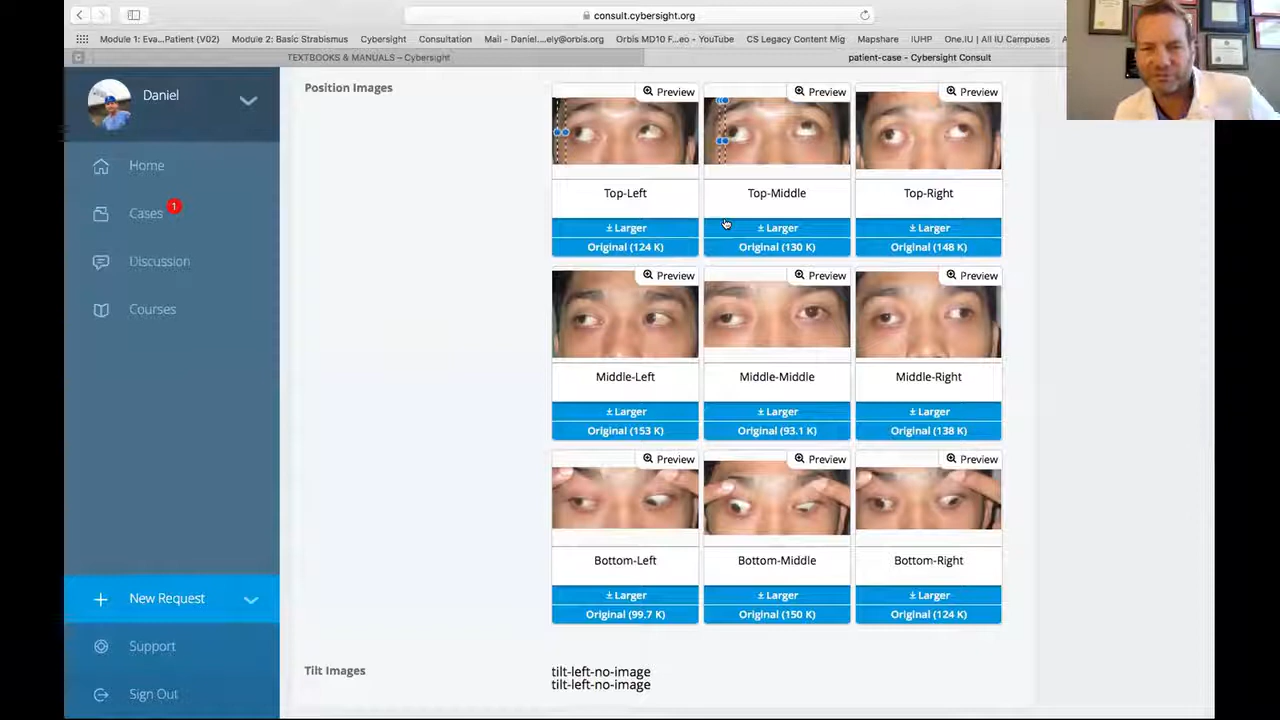 consult.cybersight.org
Module 1: Eva...Patient (V02)
Module 2: Basic Strabismus
Cybersight
Consultation
Mail - Daniel....ely@orbis.org
Orbis MD10 F...eo - YouTube
CS Legacy Content Mig
Mapshare
IUHP
One.IU | All IU Campuses
TEXTBOOKS & MANUALS – Cybersight
patient-case - Cybersight Consult
Daniel
Home
Cases 1
Discussion
Courses
New Request
Support
Sign Out
Position Images
Preview Preview Preview
Top-Left Top-Middle Top-Right
Larger Larger Larger
Original (124 K) Original (130 K) Original (148 K)
Preview Preview Preview
Middle-Left Middle-Middle Middle-Right
Larger Larger Larger
Original (153 K) Original (93.1 K) Original (138 K)
Preview Preview Preview
Bottom-Left Bottom-Middle Bottom-Right
Larger Larger Larger
Original (99.7 K) Original (150 K) Original (124 K)
Tilt Images
tilt-left-no-image
tilt-left-no-image